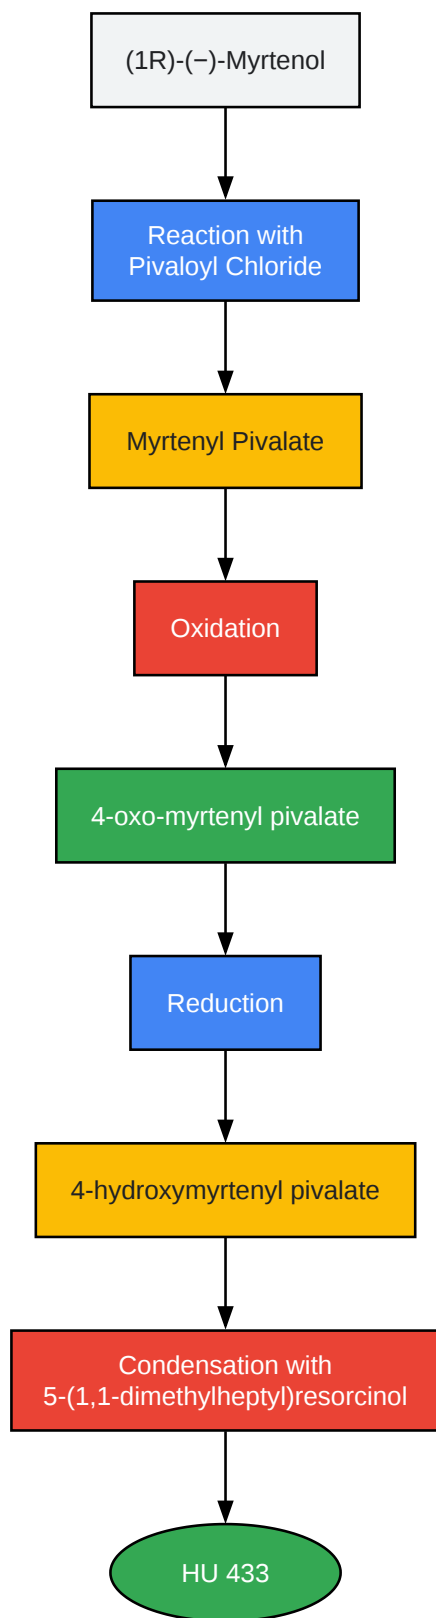 (1R)-(−)-Myrtenol
Reaction with
Pivaloyl Chloride
Myrtenyl Pivalate
Oxidation
4-oxo-myrtenyl pivalate
Reduction
4-hydroxymyrtenyl pivalate
Condensation with
5-(1,1-dimethylheptyl)resorcinol
HU 433